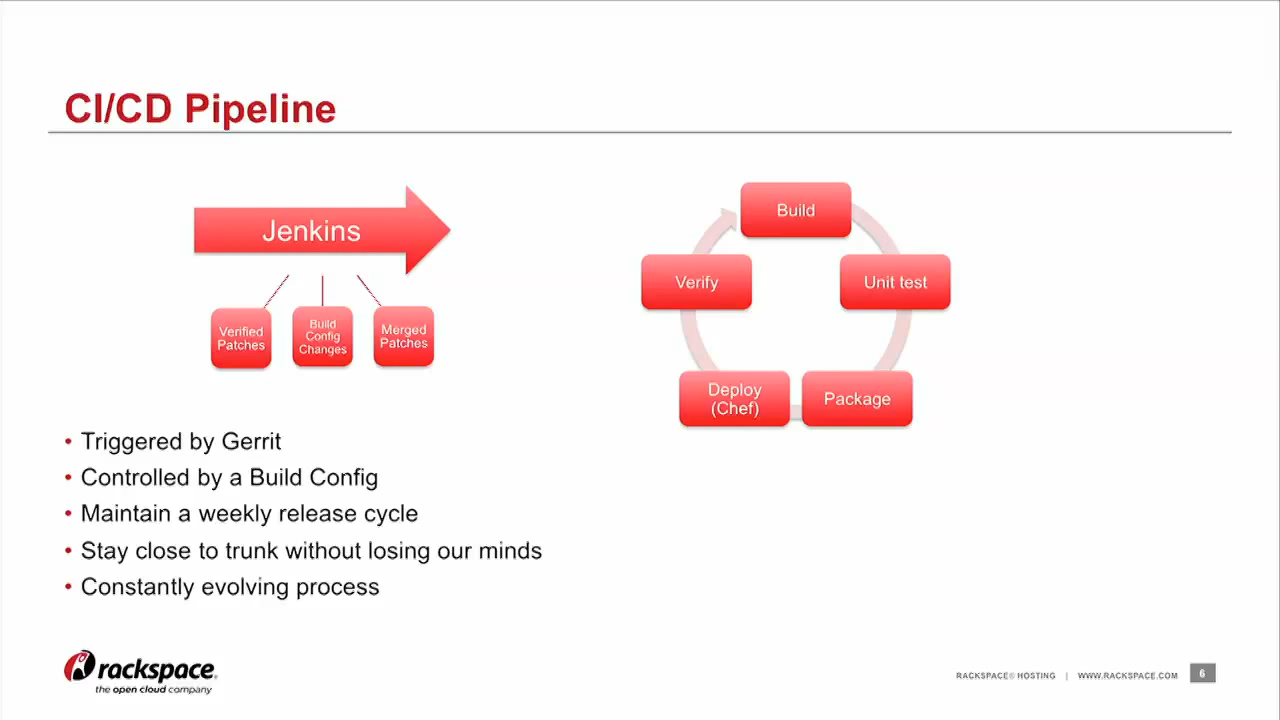 CI/CD Pipeline
Jenkins
Verified
Patches
Build
Config
Changes
Merged
Patches
Build
Unit test
Package
Deploy
(Chef)
Verify
• Triggered by Gerrit
• Controlled by a Build Config
• Maintain a weekly release cycle
• Stay close to trunk without losing our minds
• Constantly evolving process
rackspace®
the open cloud company
RACKSPACE® HOSTING | WWW.RACKSPACE.COM
6